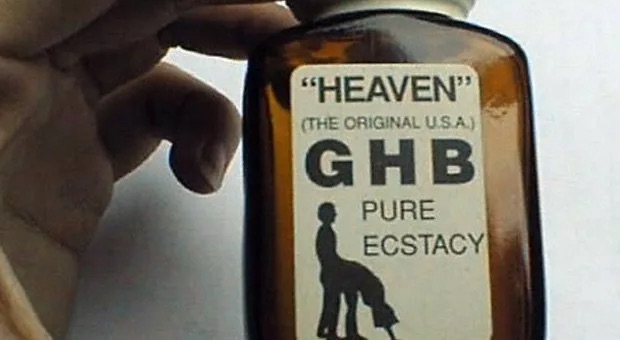 "HEAVEN"
(THE ORIGINAL U.S.A.)
GHB
PURE
ECSTACY